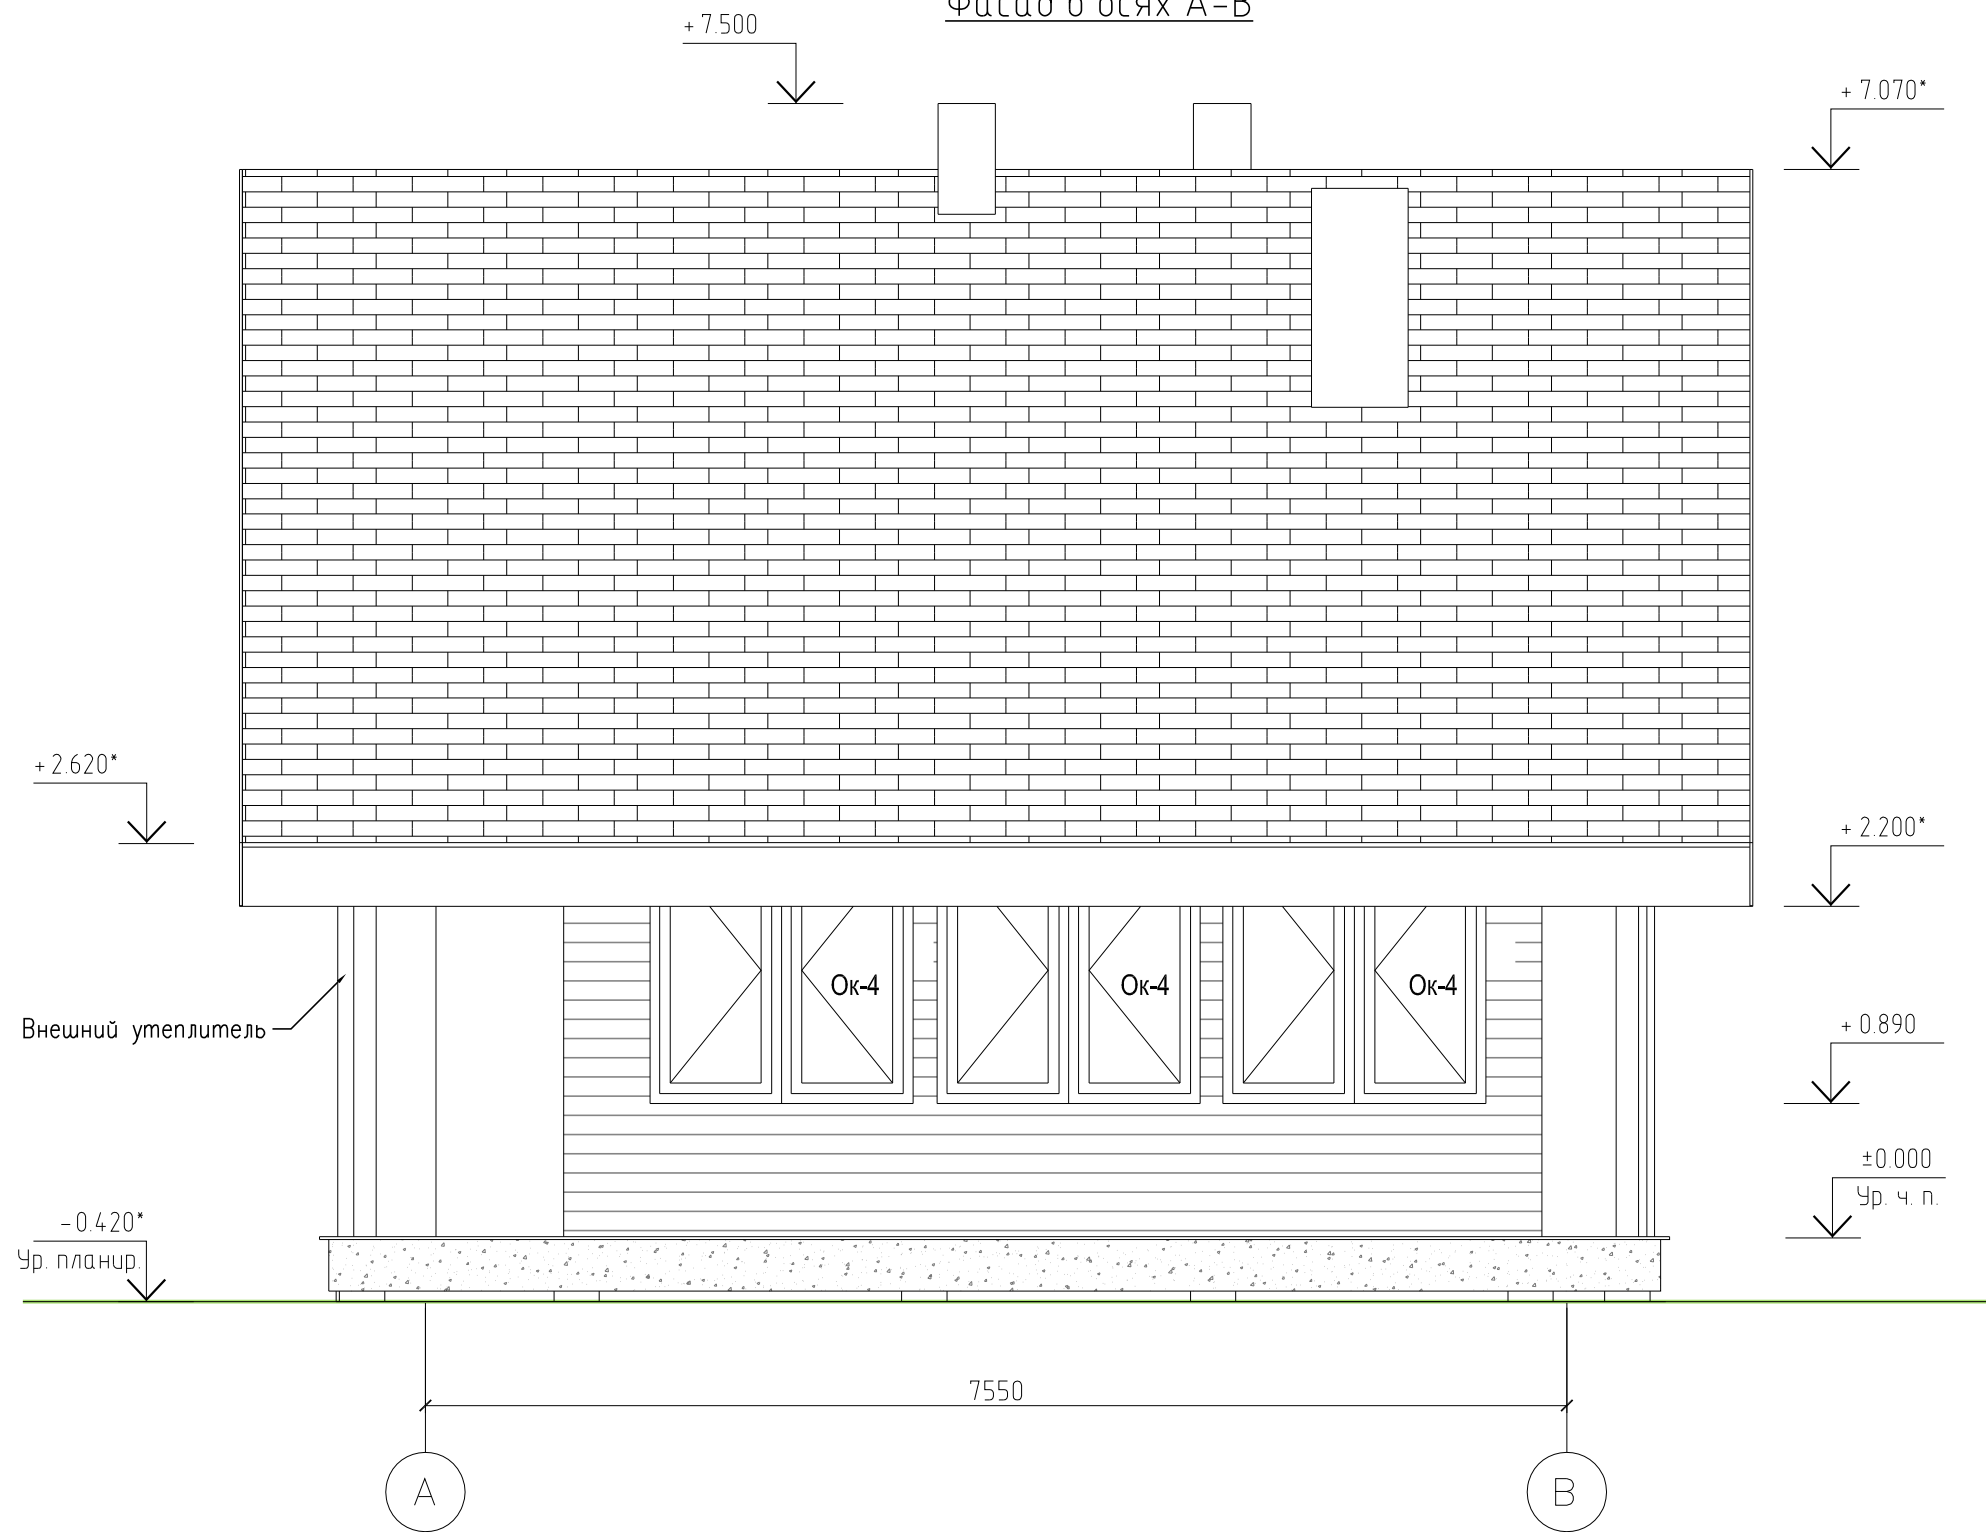 Фасад в осях А-В
+7.500
+7.070*
+2.620*
+2.200*
Ок-4 Ок-4 Ок-4
Внешний утеплитель
+0.890
±0.000
Ур. ч. п.
-0.420*
Ур. планир.
7550
А В